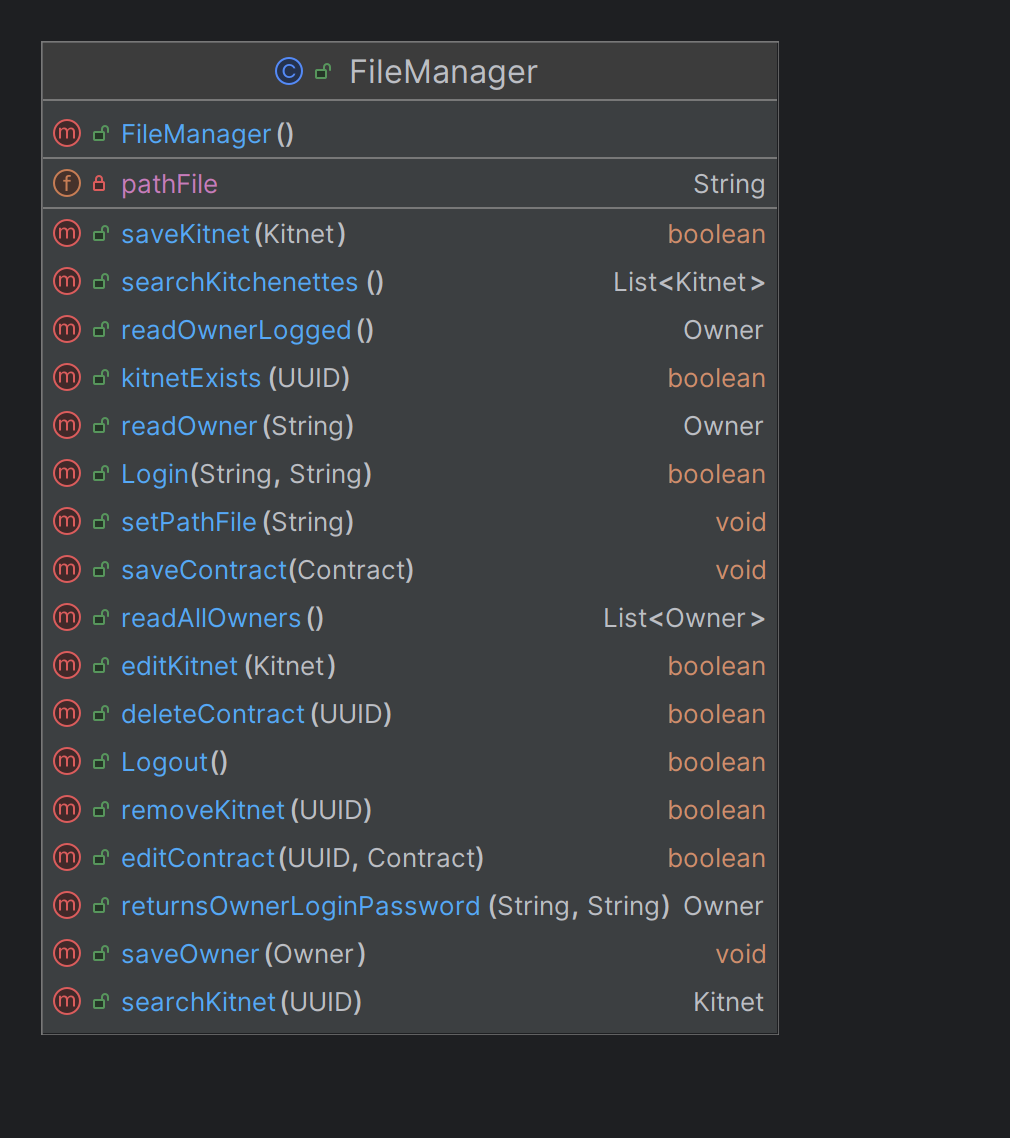 C FileManager
m FileManager()
f pathFile String
m saveKitnet(Kitnet) boolean
m searchKitchenettes() List<Kitnet>
m readOwnerLogged() Owner
m kitnetExists(UUID) boolean
m readOwner(String) Owner
m Login(String, String) boolean
m setPathFile(String) void
m saveContract(Contract) void
m readAllOwners() List<Owner>
m editKitnet(Kitnet) boolean
m deleteContract(UUID) boolean
m Logout() boolean
m removeKitnet(UUID) boolean
m editContract(UUID, Contract) boolean
m returnsOwnerLoginPassword(String, String) Owner
m saveOwner(Owner) void
m searchKitnet(UUID) Kitnet